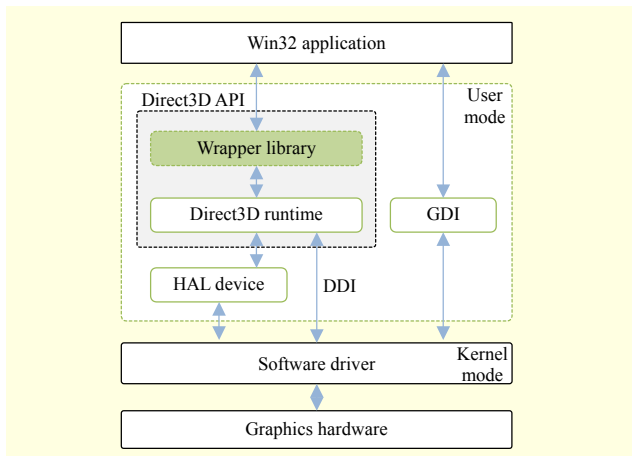 Win32 application
Direct3D API
User
mode
Wrapper library
Direct3D runtime
GDI
HAL device
DDI
Software driver
Kernel
mode
Graphics hardware